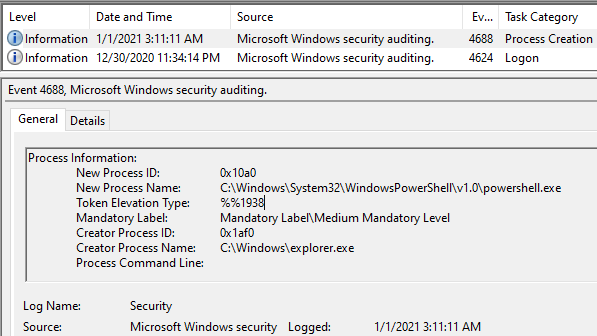 Level Date and Time Source Ev... Task Category
Information 1/1/2021 3:11:11 AM Microsoft Windows security auditing. 4688 Process Creation
Information 12/30/2020 11:34:14 PM Microsoft Windows security auditing. 4624 Logon
Event 4688, Microsoft Windows security auditing.
General Details
Process Information:
New Process ID: 0x10a0
New Process Name: C:\Windows\System32\WindowsPowerShell\v1.0\powershell.exe
Token Elevation Type: %%1938
Mandatory Label: Mandatory Label\Medium Mandatory Level
Creator Process ID: 0x1af0
Creator Process Name: C:\Windows\explorer.exe
Process Command Line:
Log Name: Security
Source: Microsoft Windows security Logged: 1/1/2021 3:11:11 AM